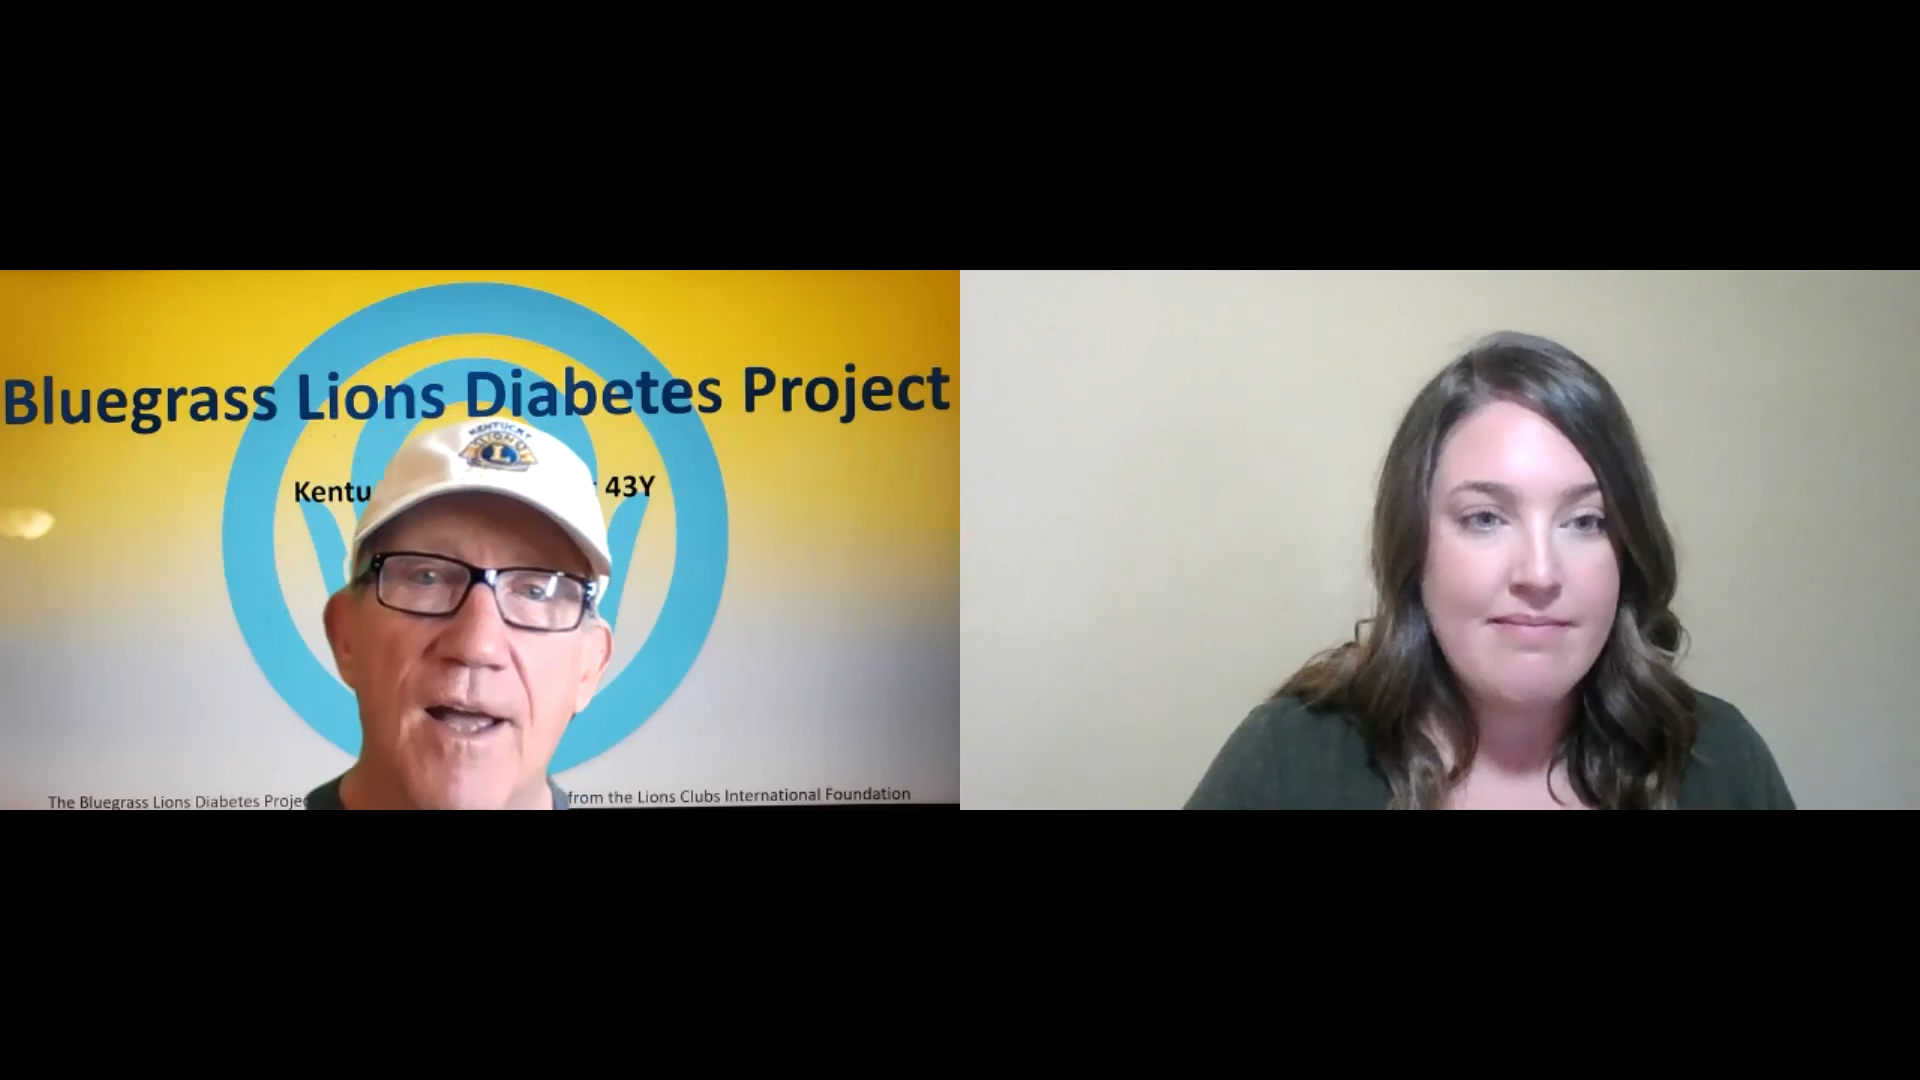 Bluegrass Lions Diabetes Project
KENTUCKY
LIONS
L
Kentu 43Y
The Bluegrass Lions Diabetes Projec from the Lions Clubs International Foundation